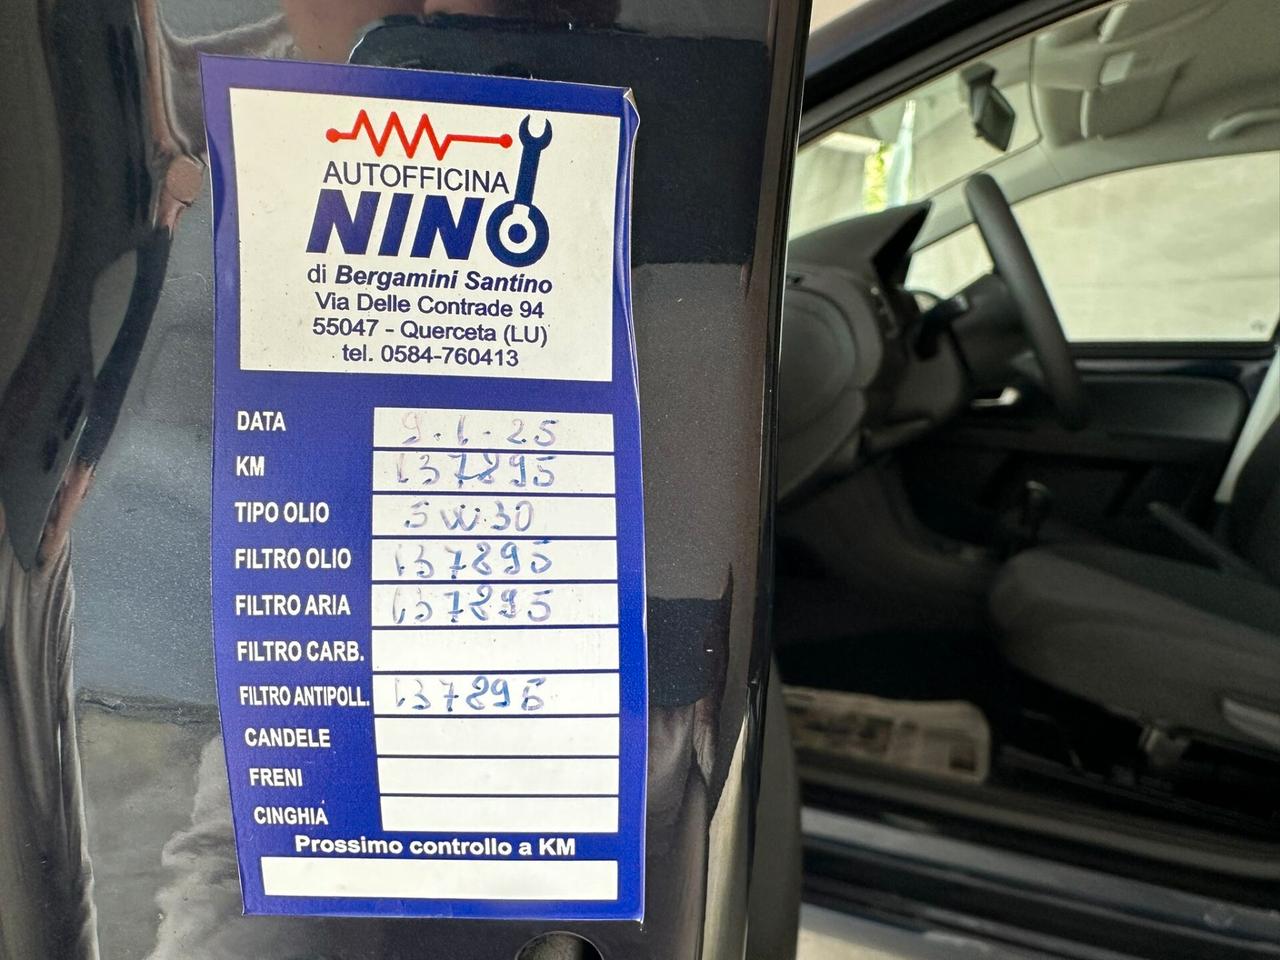 AUTOFFICINA
NINO
di Bergamini Santino
Via Delle Contrade 94
55047 - Querceta (LU)
tel. 0584-760413
DATA 9.1.25
KM 137895
TIPO OLIO 5W30
FILTRO OLIO 137895
FILTRO ARIA 137895
FILTRO CARB.
FILTRO ANTIPOLL. 137895
CANDELE
FRENI
CINGHIA
Prossimo controllo a KM